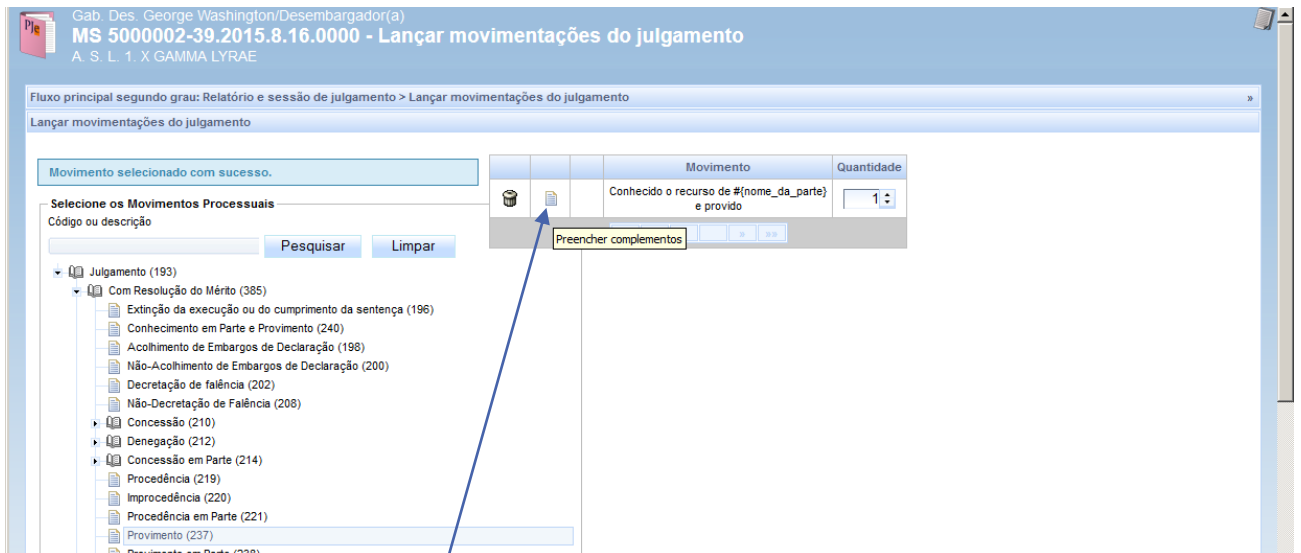 PJe
Gab. Des. George Washington/Desembargador(a)
MS 5000002-39.2015.8.16.0000 - Lançar movimentações do julgamento
A. S. L. 1. X GAMMA LYRAE
Fluxo principal segundo grau: Relatório e sessão de julgamento > Lançar movimentações do julgamento »
Lançar movimentações do julgamento
Movimento selecionado com sucesso.
Movimento Quantidade
Conhecido o recurso de #{nome_da_parte}
e provido
1
» »»
Preencher complementos
Selecione os Movimentos Processuais
Código ou descrição
Pesquisar Limpar
Julgamento (193)
Com Resolução do Mérito (385)
Extinção da execução ou do cumprimento da sentença (196)
Conhecimento em Parte e Provimento (240)
Acolhimento de Embargos de Declaração (198)
Não-Acolhimento de Embargos de Declaração (200)
Decretação de falência (202)
Não-Decretação de Falência (208)
Concessão (210)
Denegação (212)
Concessão em Parte (214)
Procedência (219)
Improcedência (220)
Procedência em Parte (221)
Provimento (237)
Provimento em Parte (238)